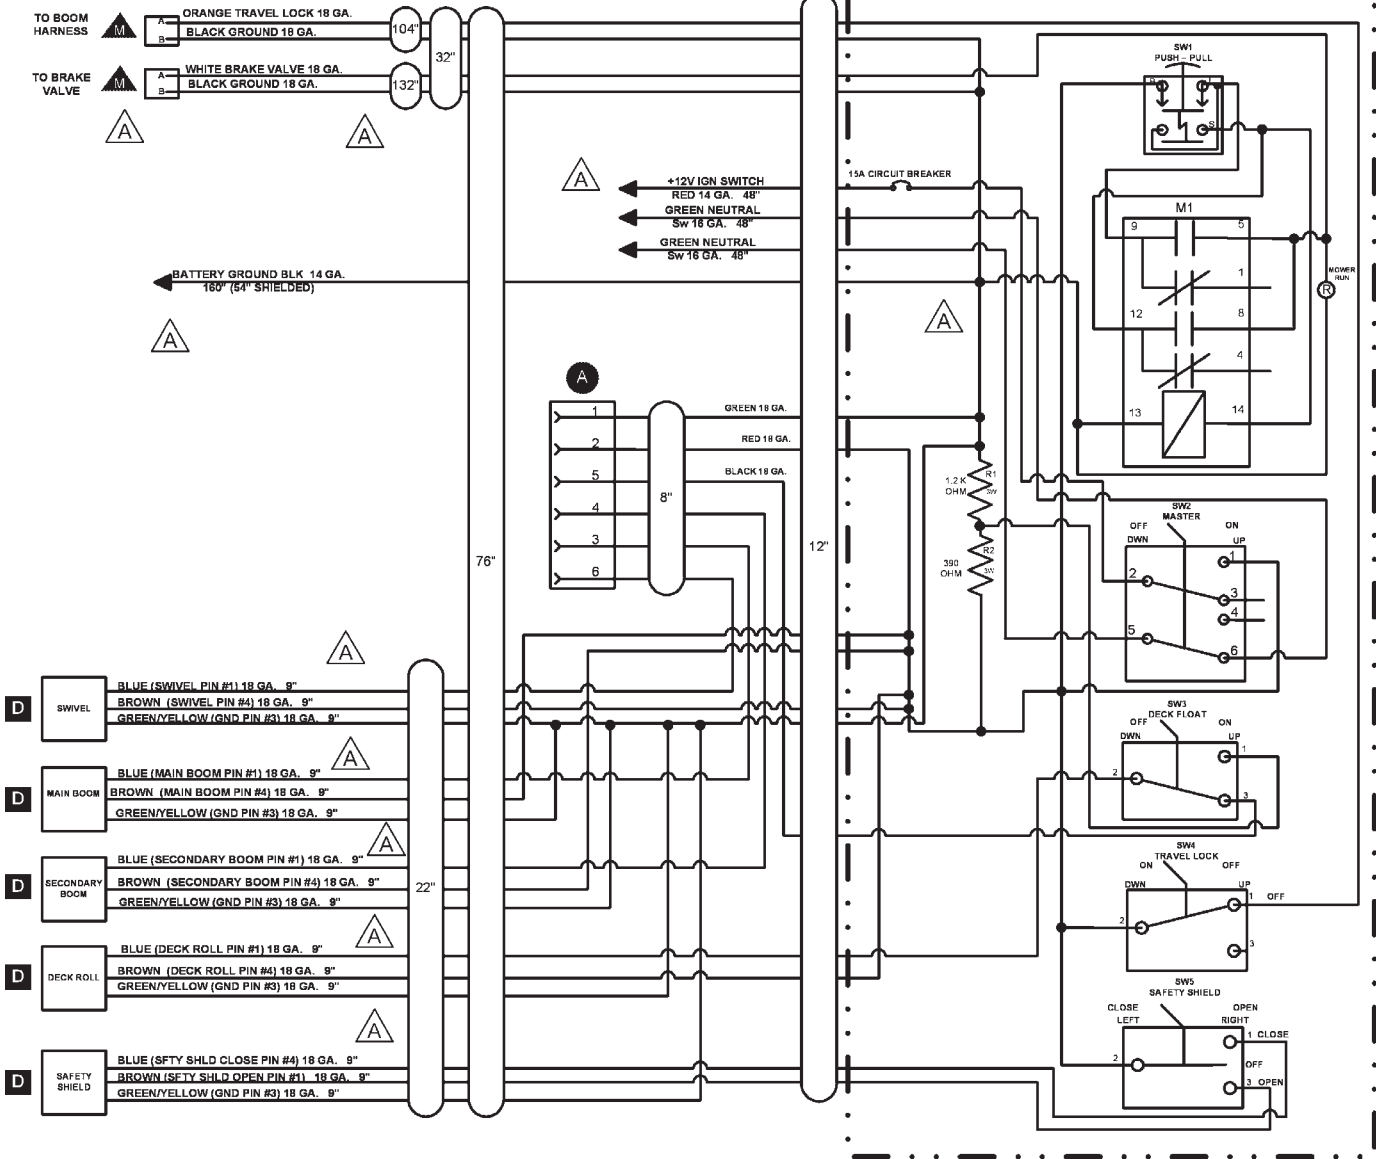 TO BOOM
HARNESS
M
A
B
ORANGE TRAVEL LOCK 18 GA.
BLACK GROUND 18 GA.
104"
32"
TO BRAKE
VALVE
M
A
B
WHITE BRAKE VALVE 18 GA.
BLACK GROUND 18 GA.
132"
A
A
A
+12V IGN SWITCH
RED 14 GA. 48"
GREEN NEUTRAL
Sw 16 GA. 48"
GREEN NEUTRAL
Sw 16 GA. 48"
15A CIRCUIT BREAKER
BATTERY GROUND BLK 14 GA.
160" (54" SHIELDED)
A
A
SW1
PUSH - PULL
S
M1
9
5
1
12
8
4
13
14
MOWER
RUN
R
A
1
2
5
4
3
6
8"
GREEN 18 GA.
RED 18 GA.
BLACK 18 GA.
76"
12"
1.2 K
OHM
R1
3W
390
OHM
R2
3W
SW2
MASTER
OFF
ON
DWN
UP
1
2
3
4
5
6
SW3
DECK FLOAT
OFF
ON
DWN
UP
1
2
3
SW4
TRAVEL LOCK
ON
OFF
DWN
UP
1
OFF
2
3
SW5
SAFETY SHIELD
CLOSE
OPEN
LEFT
RIGHT
1 CLOSE
2
OFF
3 OPEN
A
D
SWIVEL
BLUE (SWIVEL PIN #1) 18 GA. 9"
BROWN (SWIVEL PIN #4) 18 GA. 9"
GREEN/YELLOW (GND PIN #3) 18 GA. 9"
A
D
MAIN BOOM
BLUE (MAIN BOOM PIN #1) 18 GA. 9"
BROWN (MAIN BOOM PIN #4) 18 GA. 9"
GREEN/YELLOW (GND PIN #3) 18 GA. 9"
A
D
SECONDARY
BOOM
BLUE (SECONDARY BOOM PIN #1) 18 GA. 9"
BROWN (SECONDARY BOOM PIN #4) 18 GA. 9"
GREEN/YELLOW (GND PIN #3) 18 GA. 9"
22"
A
D
DECK ROLL
BLUE (DECK ROLL PIN #1) 18 GA. 9"
BROWN (DECK ROLL PIN #4) 18 GA. 9"
GREEN/YELLOW (GND PIN #3) 18 GA. 9"
A
D
SAFETY
SHIELD
BLUE (SFTY SHLD CLOSE PIN #4) 18 GA. 9"
BROWN (SFTY SHLD OPEN PIN #1) 18 GA. 9"
GREEN/YELLOW (GND PIN #3) 18 GA. 9"